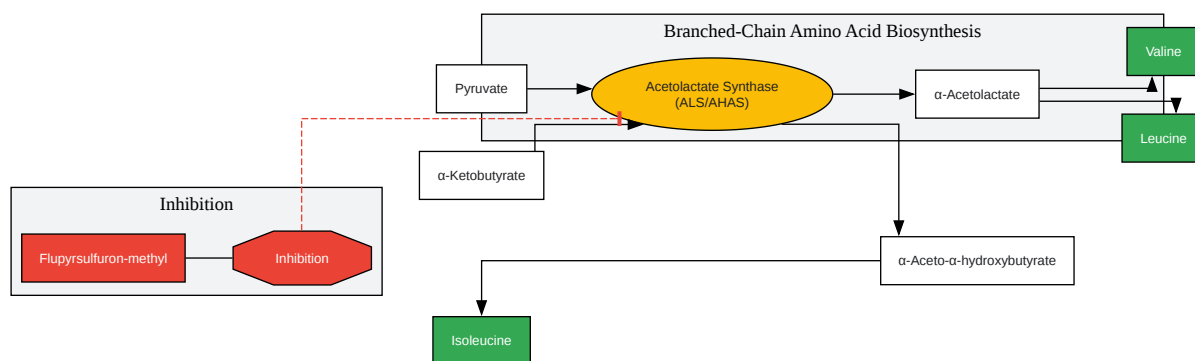 Branched-Chain Amino Acid Biosynthesis
Valine
Pyruvate
Acetolactate Synthase
(ALS/AHAS)
α-Acetolactate
Leucine
α-Ketobutyrate
Inhibition
Flupyrsulfuron-methyl
Inhibition
α-Aceto-α-hydroxybutyrate
Isoleucine